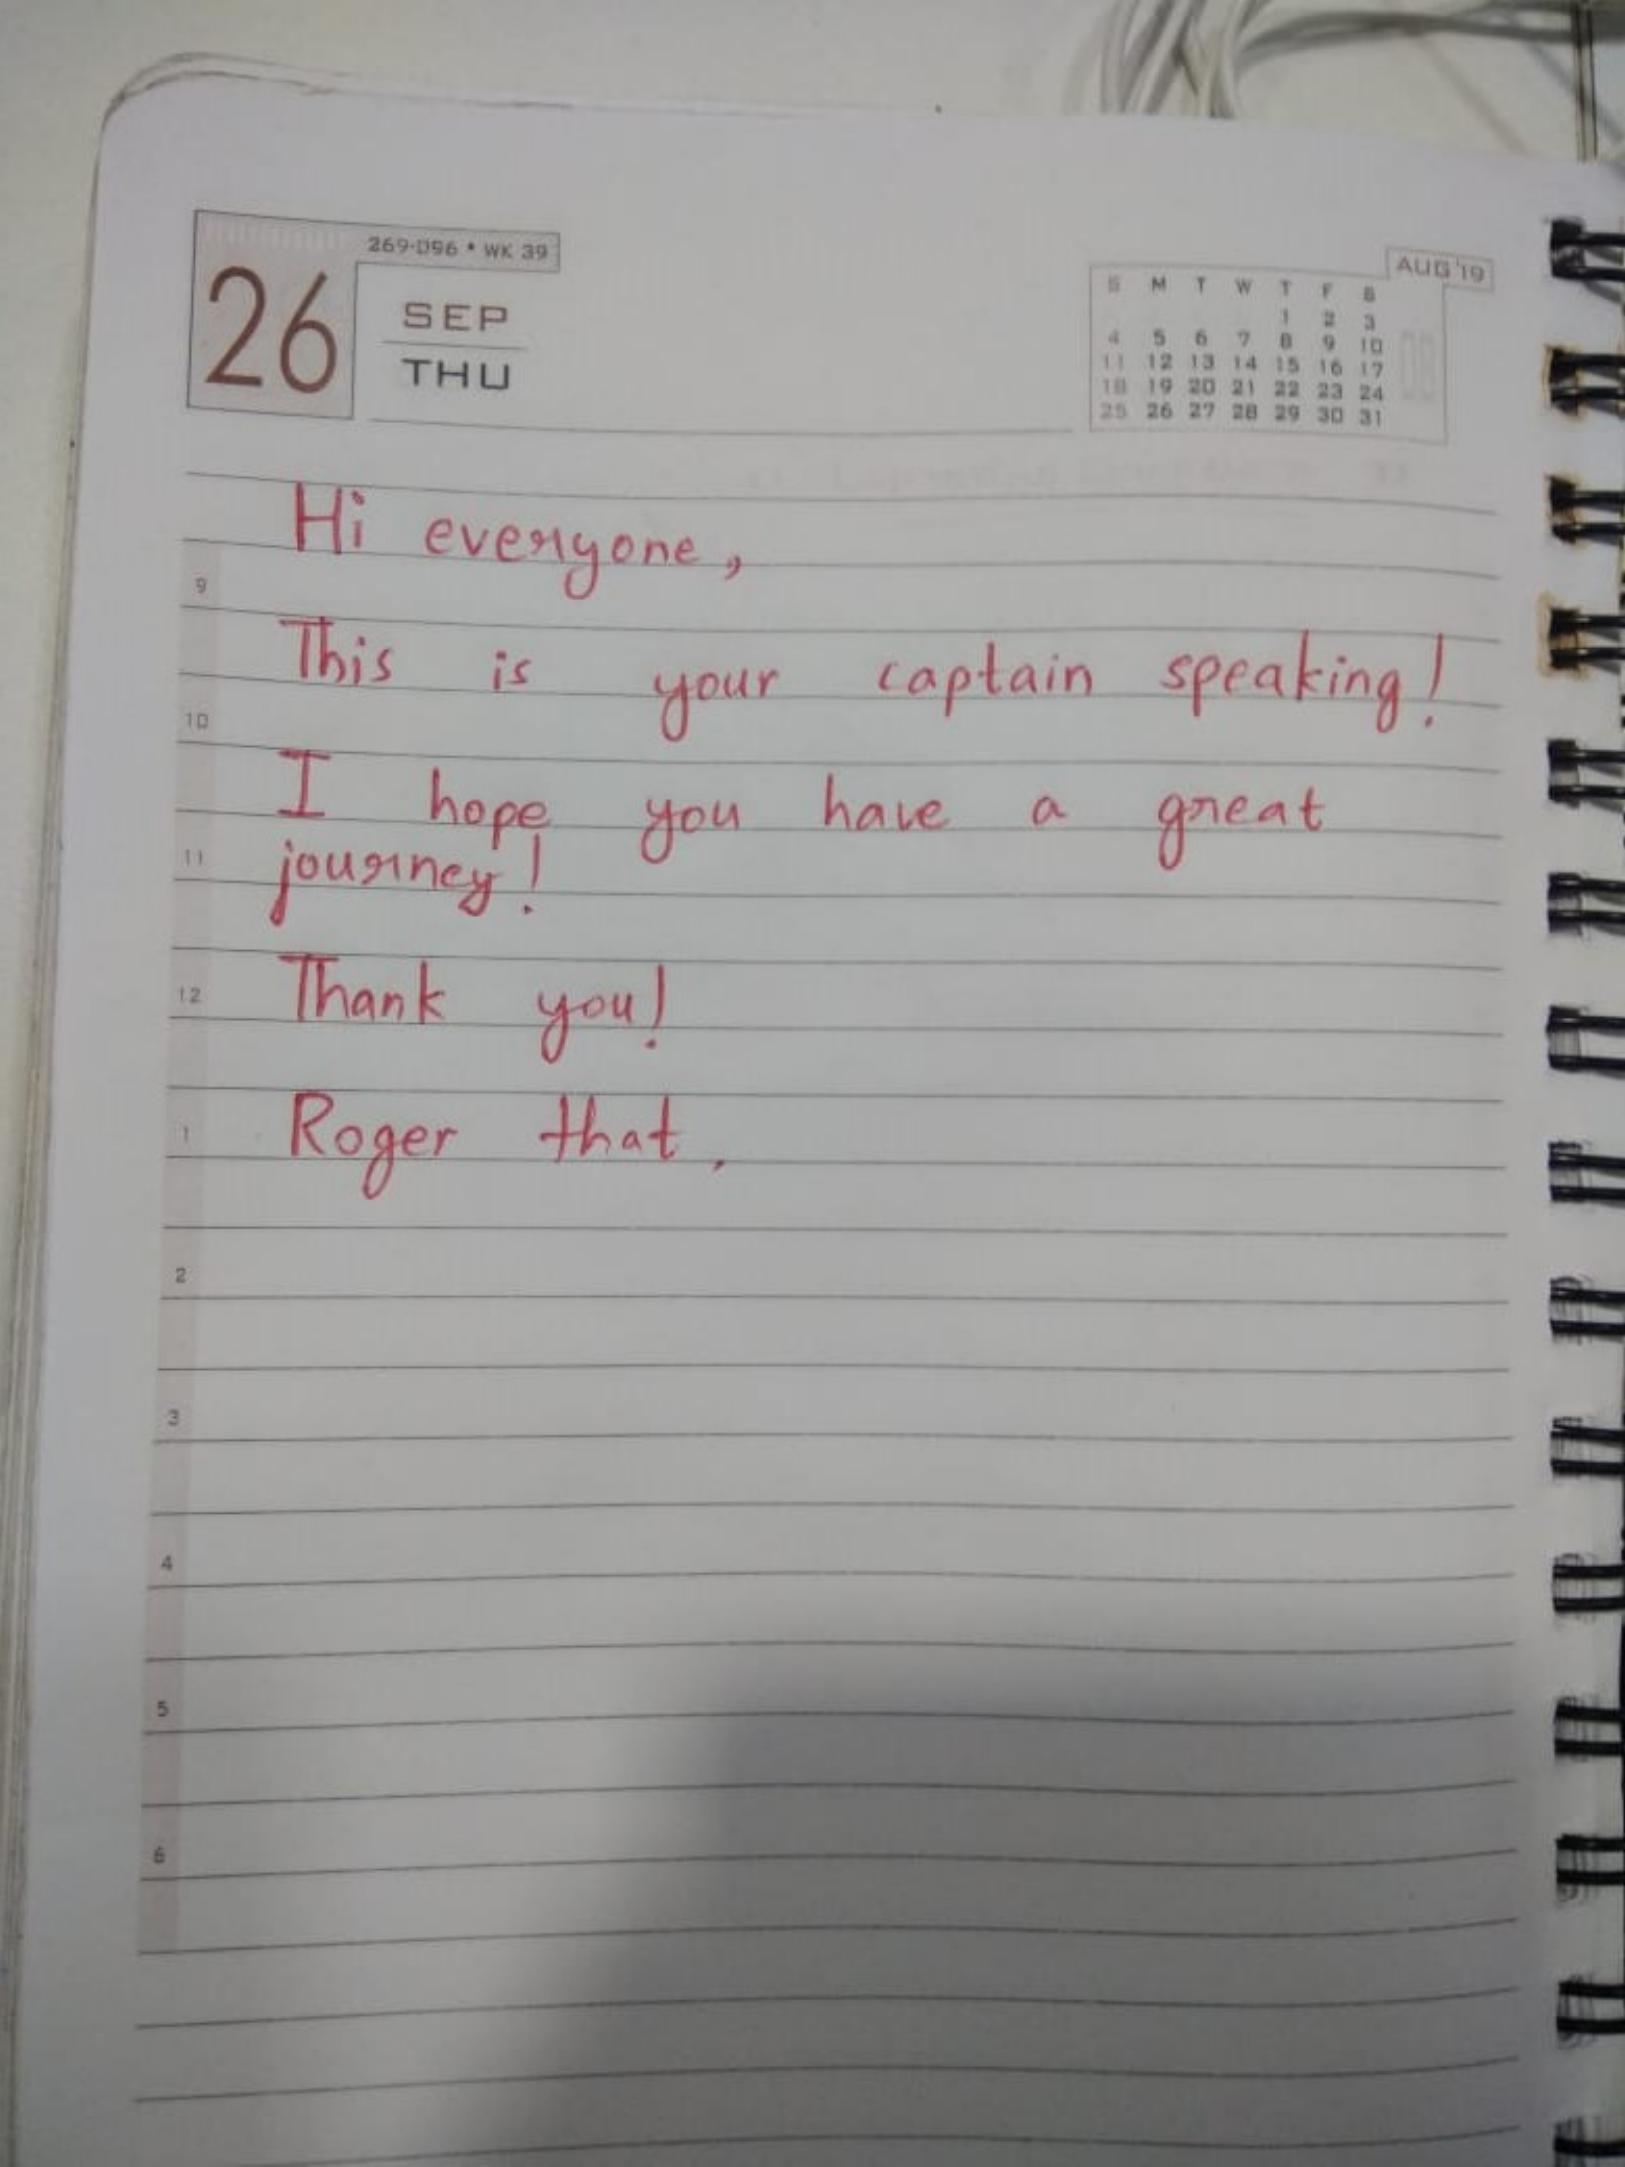 269-096 • WK 39
26
SEP
THU
AUG '19
S M T W T F S
1 2 3
4 5 6 7 8 9 10
11 12 13 14 15 16 17
18 19 20 21 22 23 24
25 26 27 28 29 30 31
Hi everyone,
9
This is your captain speaking!
10
I hope you have a great
11 journey!
12 Thank you!
1 Roger that.
2
3
4
5
6